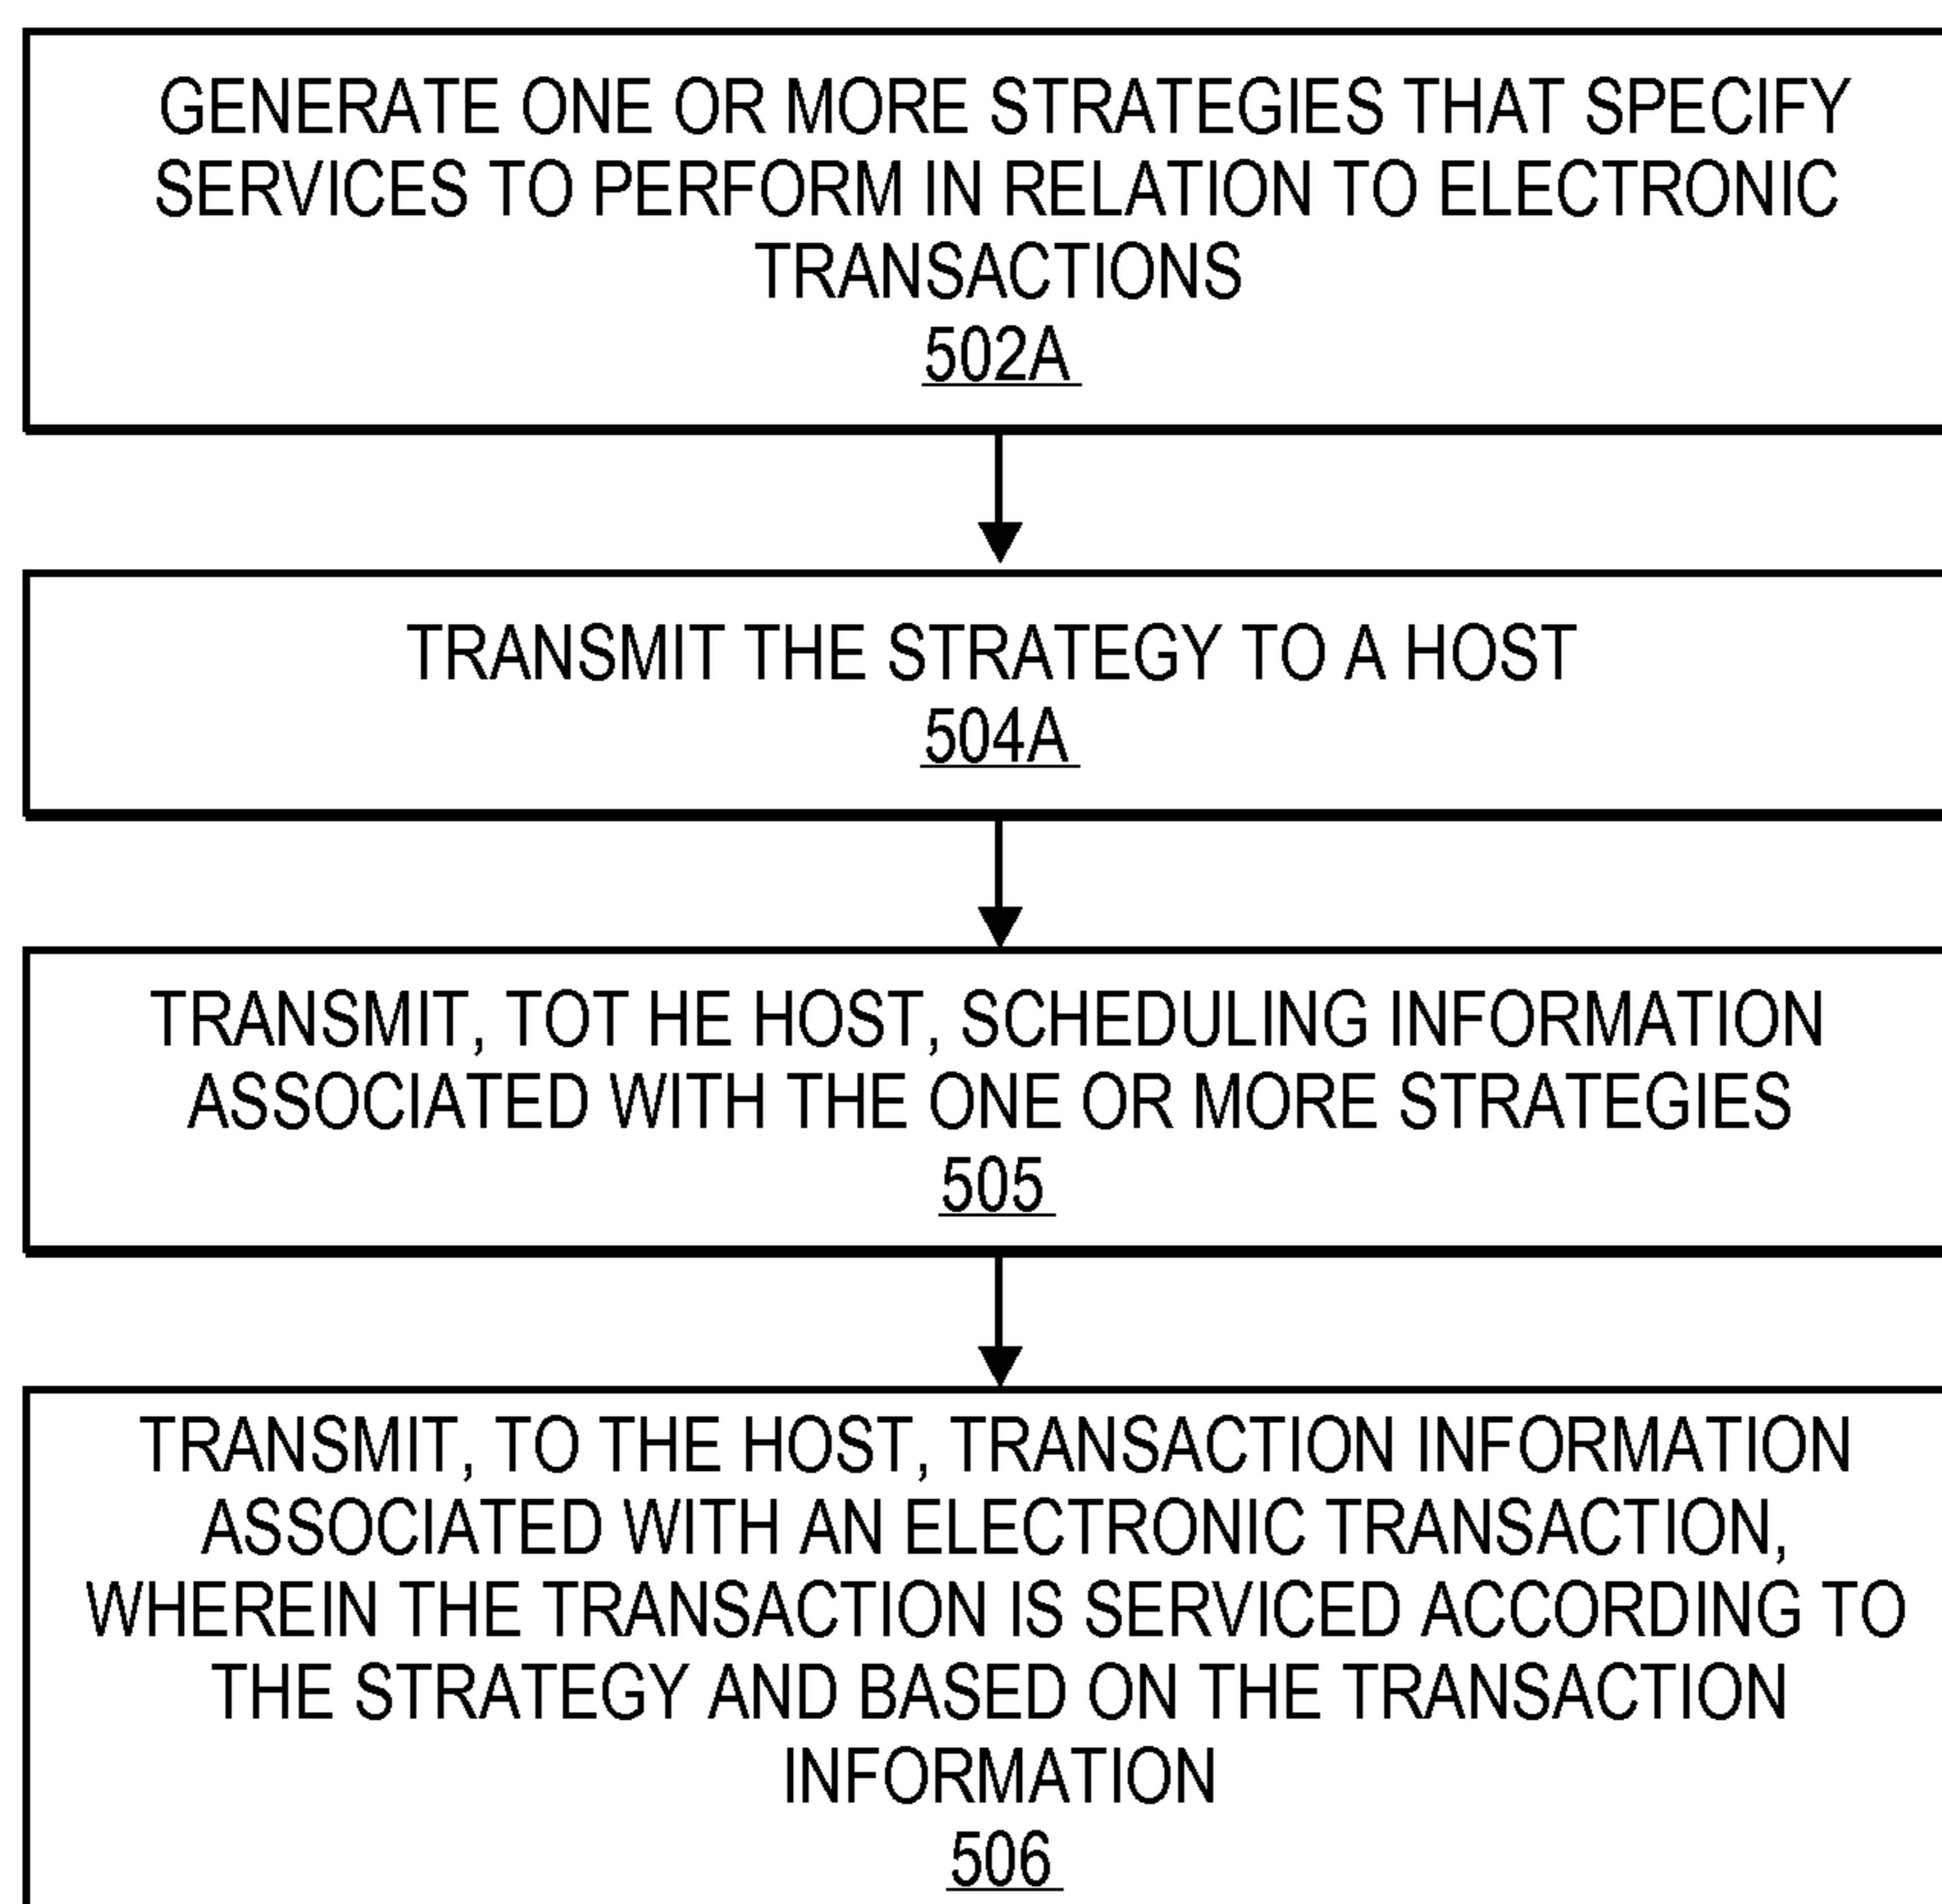 GENERATE ONE OR MORE STRATEGIES THAT SPECIFY
SERVICES TO PERFORM IN RELATION TO ELECTRONIC
TRANSACTIONS
502A
TRANSMIT THE STRATEGY TO A HOST
504A
TRANSMIT, TOT HE HOST, SCHEDULING INFORMATION
ASSOCIATED WITH THE ONE OR MORE STRATEGIES
505
TRANSMIT, TO THE HOST, TRANSACTION INFORMATION
ASSOCIATED WITH AN ELECTRONIC TRANSACTION,
WHEREIN THE TRANSACTION IS SERVICED ACCORDING TO
THE STRATEGY AND BASED ON THE TRANSACTION
INFORMATION
506